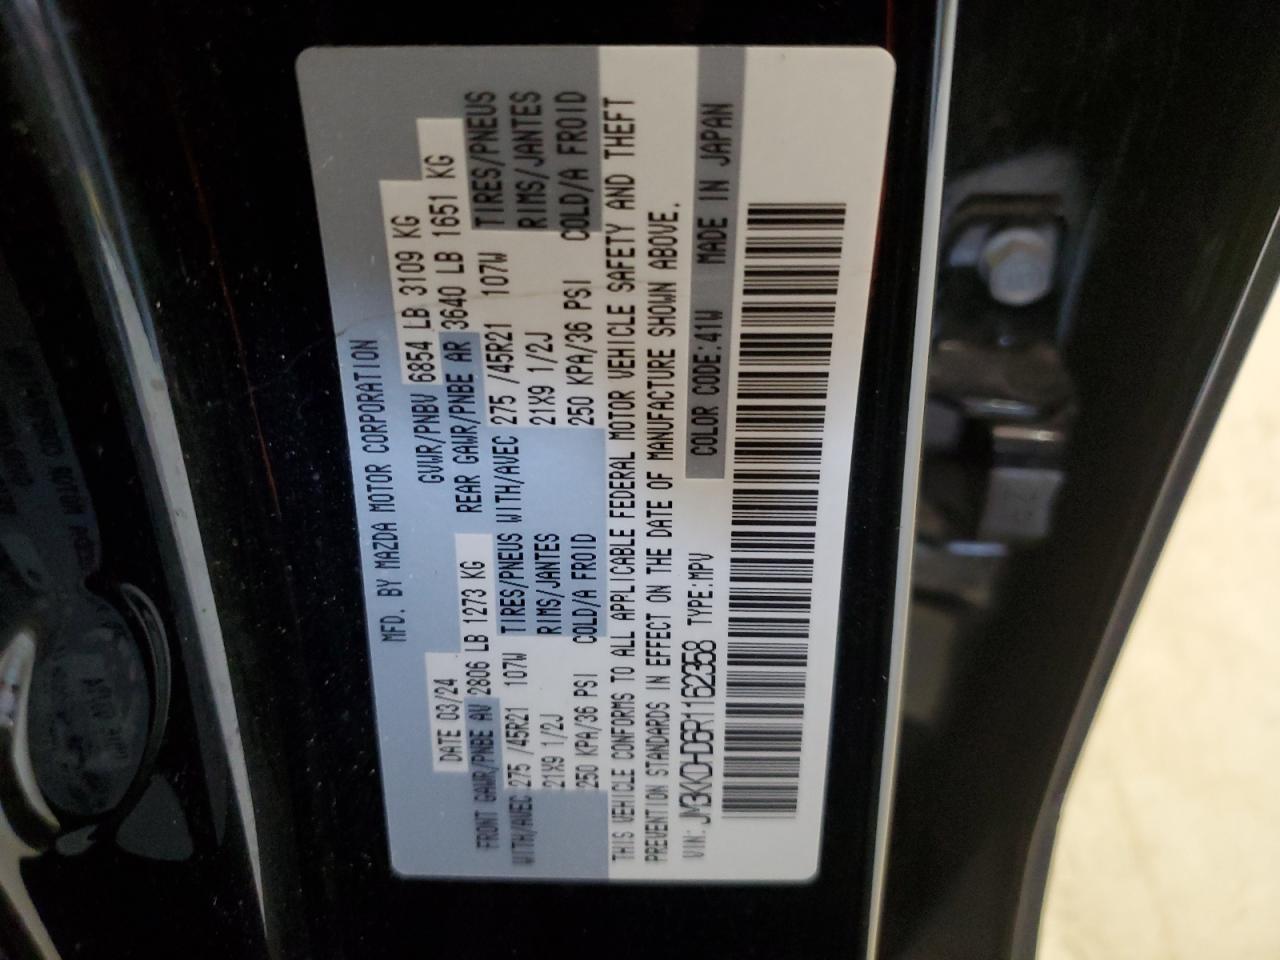 MFD. BY MAZDA MOTOR CORPORATION
DATE 03/24 GVWR/PNBV 6854 LB 3109 KG
FRONT GAWR/PNBE AV 2806 LB 1273 KG REAR GAWR/PNBE AR 3640 LB 1651 KG
WITH/AVEC 275 /45R21 107W TIRES/PNEUS WITH/AVEC 275 /45R21 107W TIRES/PNEUS
21X9 1/2J RIMS/JANTES 21X9 1/2J RIMS/JANTES
250 KPA/36 PSI COLD/A FROID 250 KPA/36 PSI COLD/A FROID
THIS VEHICLE CONFORMS TO ALL APPLICABLE FEDERAL MOTOR VEHICLE SAFETY AND THEFT
PREVENTION STANDARDS IN EFFECT ON THE DATE OF MANUFACTURE SHOWN ABOVE.
VIN: JM3KKDHD6R1162358 TYPE:MPV COLOR CODE:41W MADE IN JAPAN